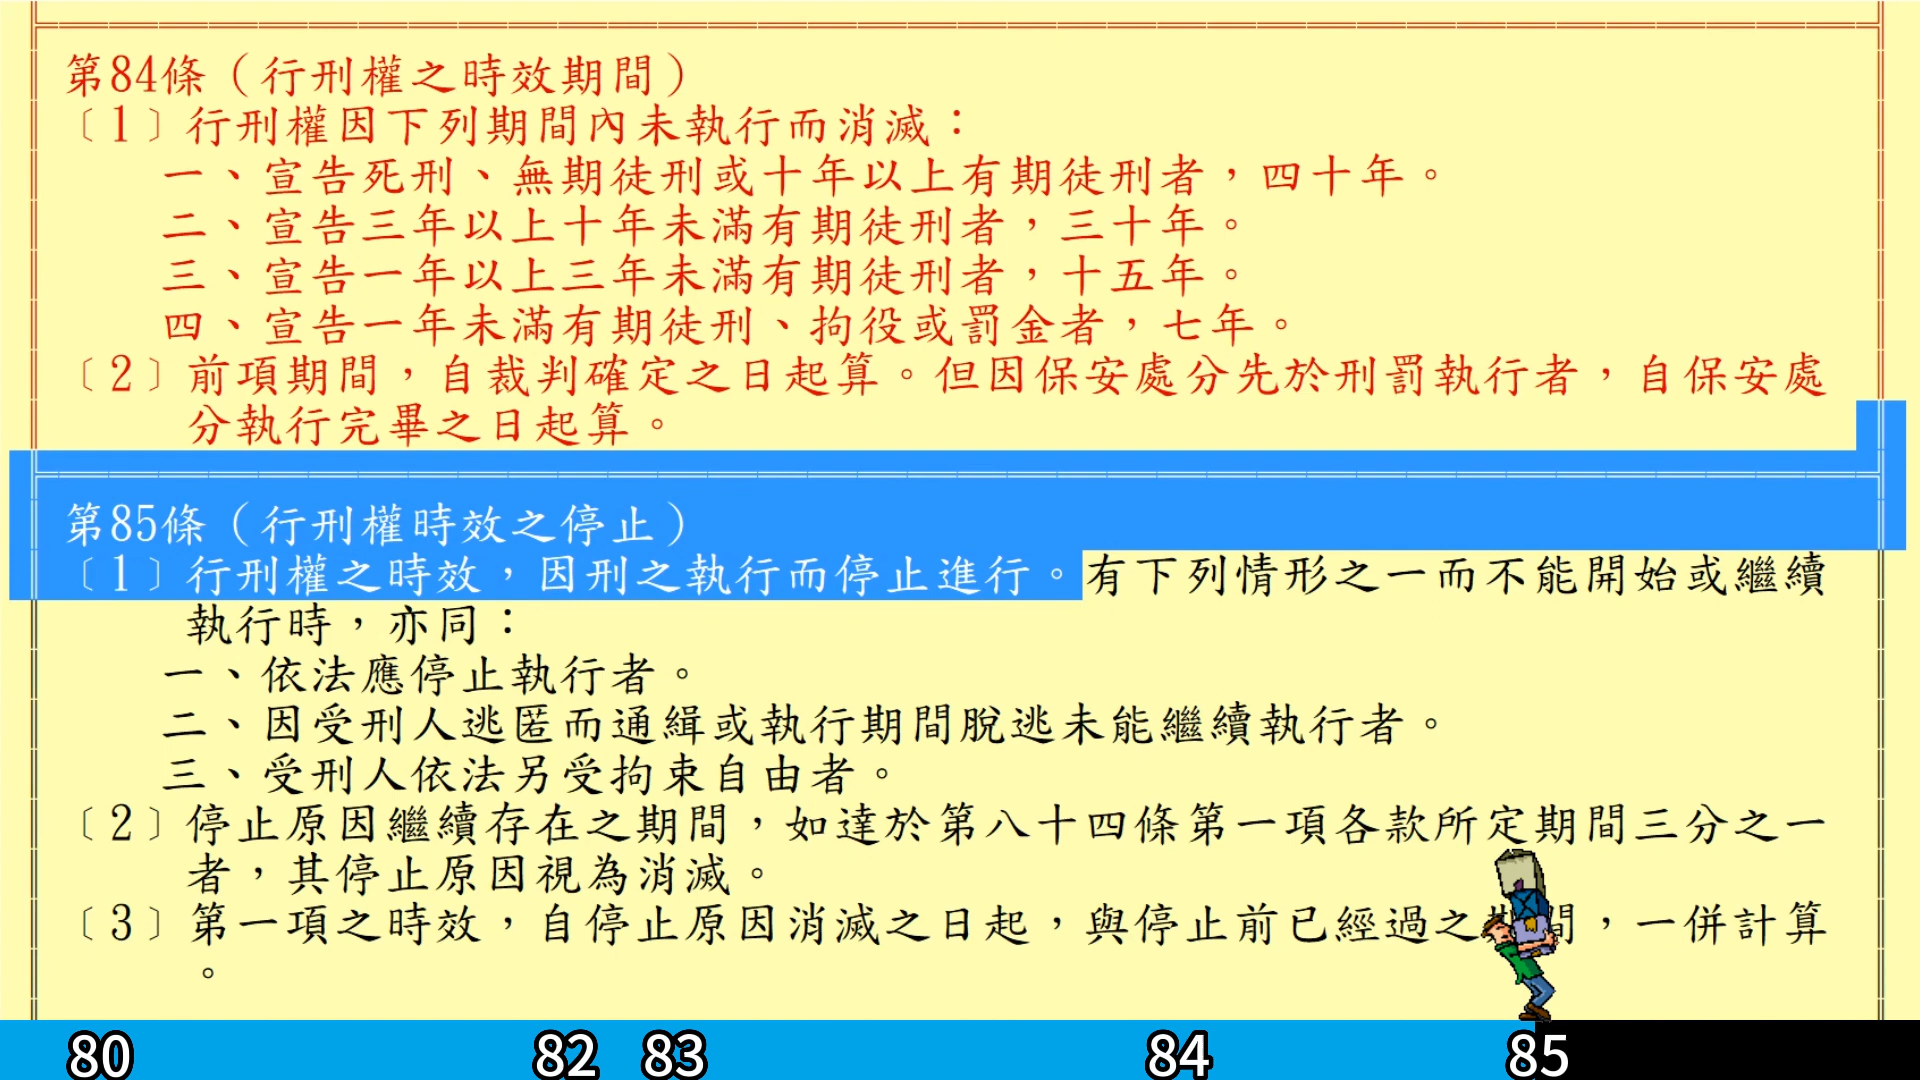 第84條（行刑權之時效期間）
〔1〕行刑權因下列期間內未執行而消滅：
一、宣告死刑、無期徒刑或十年以上有期徒刑者，四十年。
二、宣告三年以上十年未滿有期徒刑者，三十年。
三、宣告一年以上三年未滿有期徒刑者，十五年。
四、宣告一年未滿有期徒刑、拘役或罰金者，七年。
〔2〕前項期間，自裁判確定之日起算。但因保安處分先於刑罰執行者，自保安處
分執行完畢之日起算。
第85條（行刑權時效之停止）
〔1〕行刑權之時效，因刑之執行而停止進行。有下列情形之一而不能開始或繼續
執行時，亦同：
一、依法應停止執行者。
二、因受刑人逃匿而通緝或執行期間脫逃未能繼續執行者。
三、受刑人依法另受拘束自由者。
〔2〕停止原因繼續存在之期間，如達於第八十四條第一項各款所定期間三分之一
者，其停止原因視為消滅。
〔3〕第一項之時效，自停止原因消滅之日起，與停止前已經過之間，一併計算
。
80 82 83 84 85